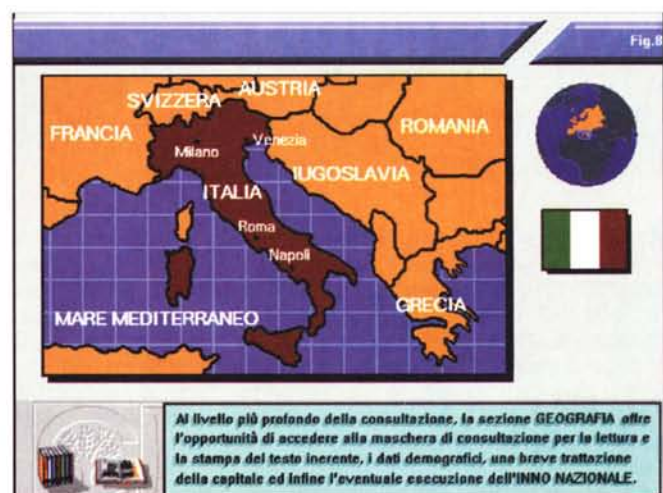 Fig.8
AUSTRIA
SVIZZERA
FRANCIA
ROMANIA
Venezia
Milano
IUGOSLAVIA
ITALIA
Roma
Napoli
GRECIA
MARE MEDITERRANEO
Al livello più profondo della consultazione, la sezione GEOGRAFIA offre
l'opportunità di accedere alla maschera di consultazione per la lettura e
la stampa del testo inerente, i dati demografici, una breve trattazione
della capitale ed infine l'eventuale esecuzione dell'INNO NAZIONALE.